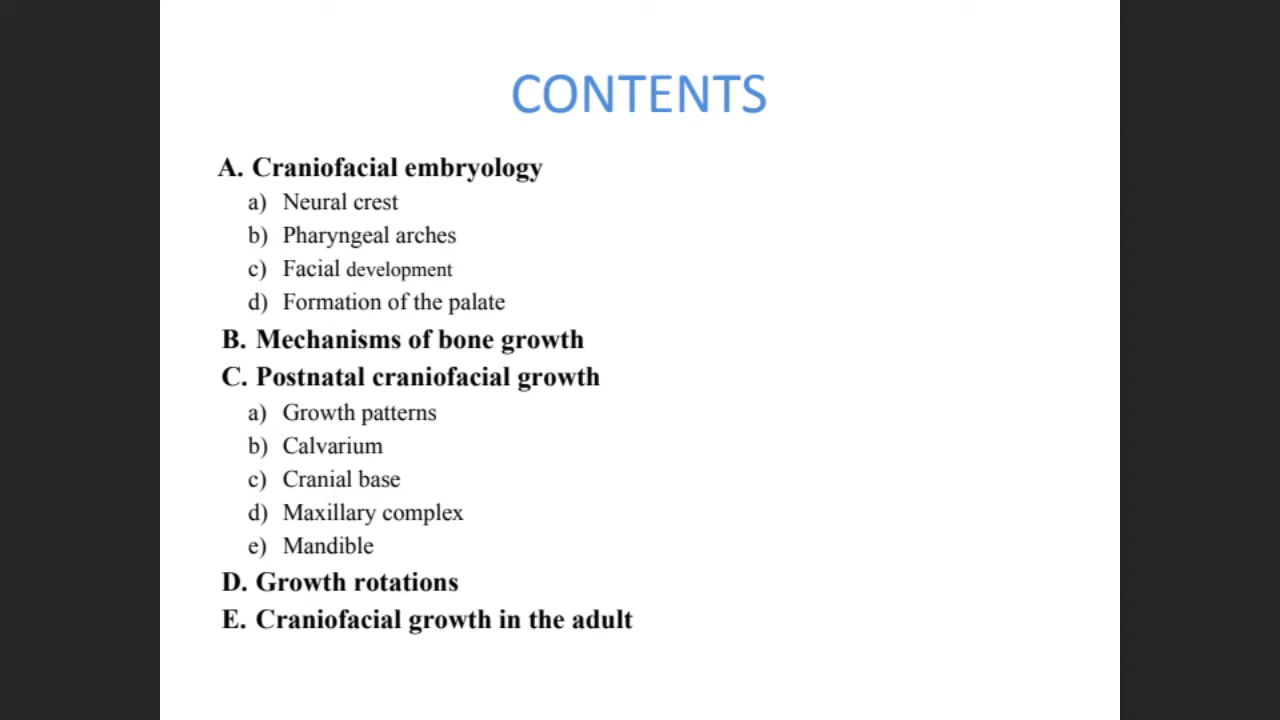 CONTENTS
A. Craniofacial embryology
a) Neural crest
b) Pharyngeal arches
c) Facial development
d) Formation of the palate
B. Mechanisms of bone growth
C. Postnatal craniofacial growth
a) Growth patterns
b) Calvarium
c) Cranial base
d) Maxillary complex
e) Mandible
D. Growth rotations
E. Craniofacial growth in the adult